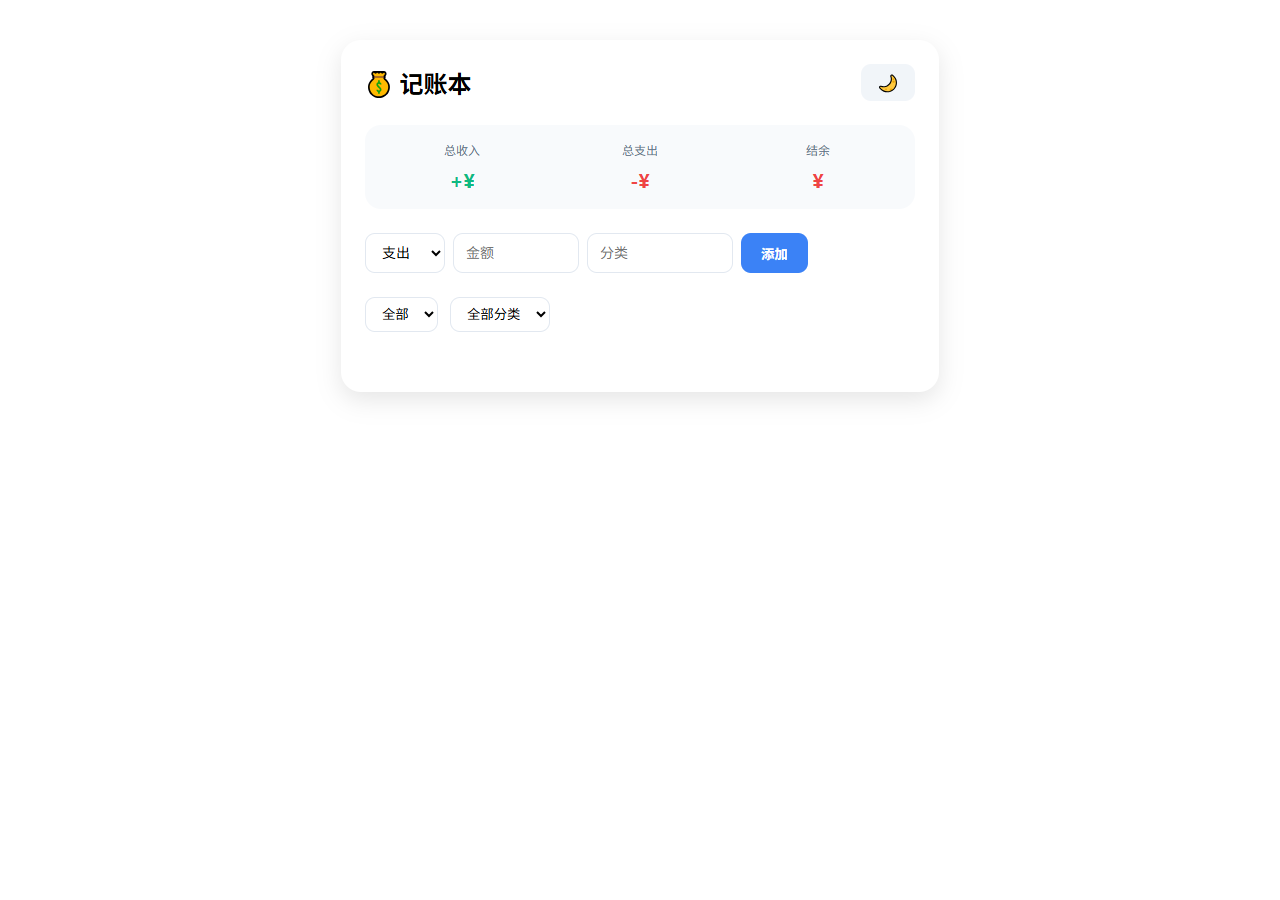 记账本
总收入 总支出 结余
+¥ -¥ ¥
支出 金额 分类 添加
全部 全部分类